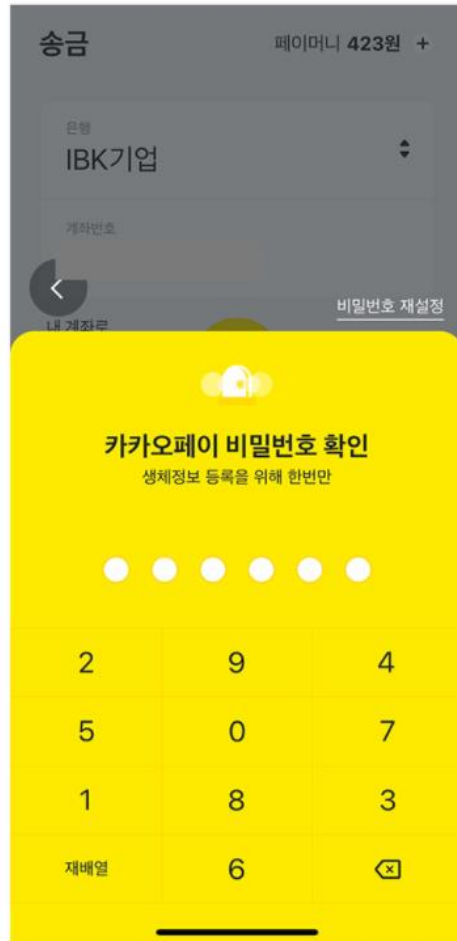 송금 페이머니 423원 +
은행
IBK기업
계좌번호
비밀번호 재설정
내 계좌로
카카오페이 비밀번호 확인
생체정보 등록을 위해 한번만
2 9 4
5 0 7
1 8 3
재배열 6